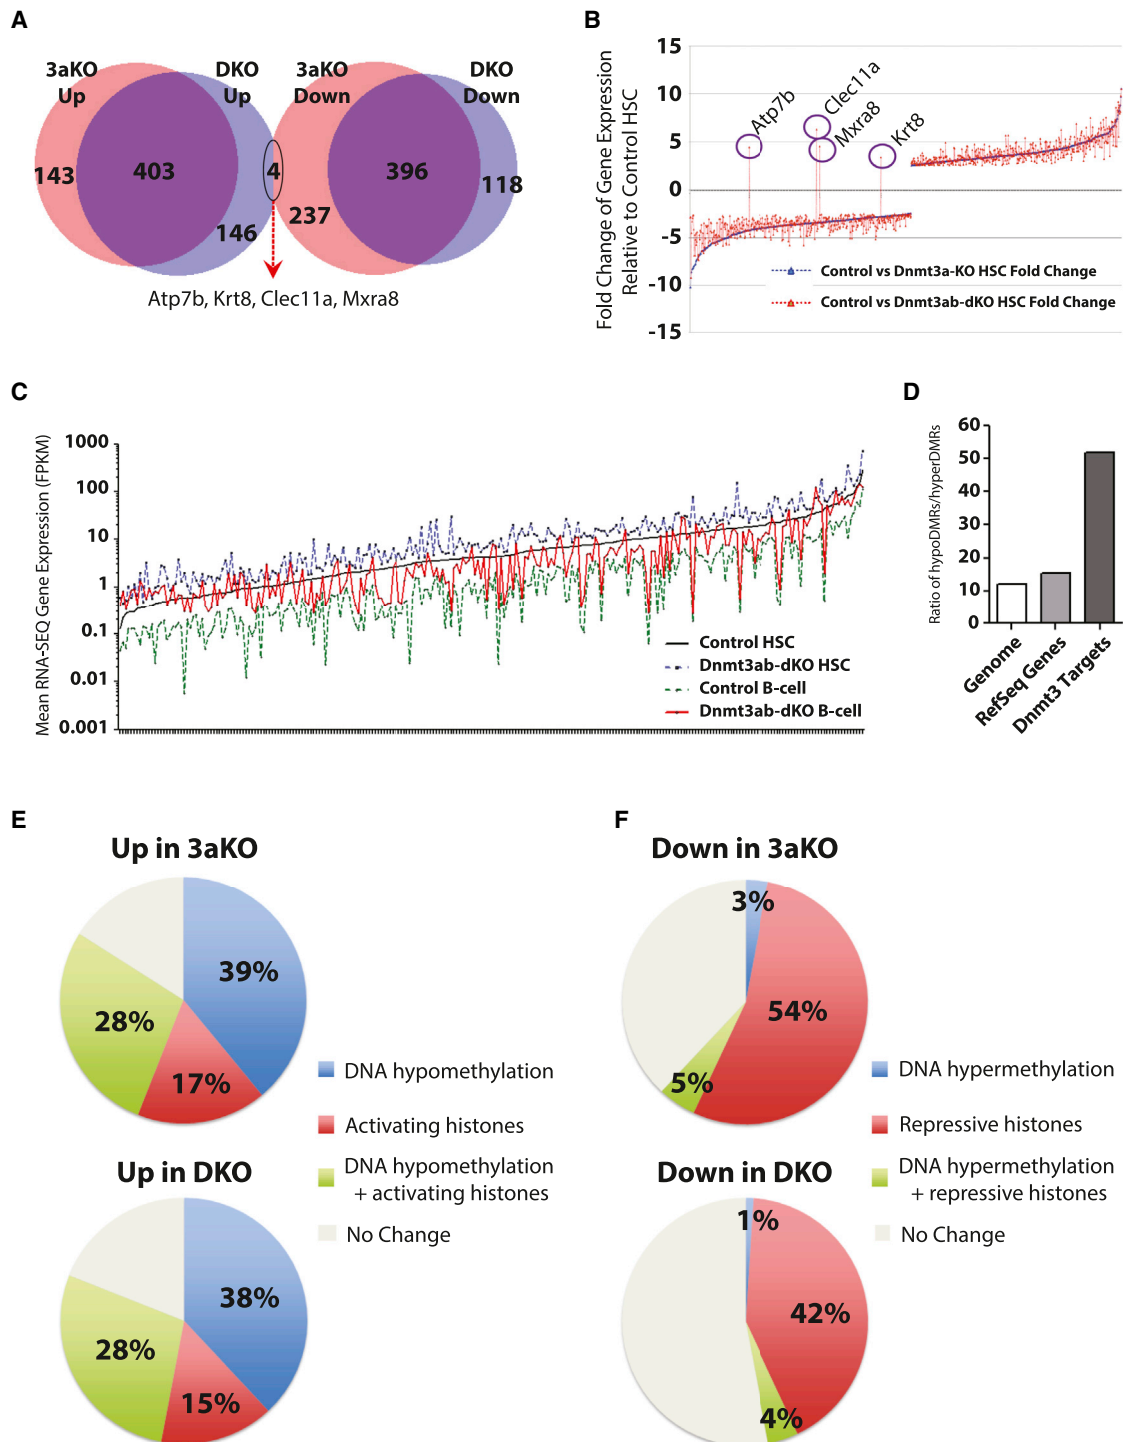 A
3aKO
Up
DKO
Up
3aKO
Down
DKO
Down
143
403
146
4
237
396
118
Atp7b, Krt8, Clec11a, Mxra8
B
Fold Change of Gene Expression
Relative to Control HSC
15
10
5
0
-5
-10
-15
Atp7b
Clec11a
Mxra8
Krt8
Control vs Dnmt3a-KO HSC Fold Change
Control vs Dnmt3ab-dKO HSC Fold Change
C
Mean RNA-SEQ Gene Expression (FPKM)
1000
100
10
1
0.1
0.01
0.001
Control HSC
Dnmt3ab-dKO HSC
Control B-cell
Dnmt3ab-dKO B-cell
D
Ratio of hypoDMRs/hyperDMRs
60
50
40
30
20
10
0
Genome
RefSeq Genes
Dnmt3 Targets
E
Up in 3aKO
39%
28%
17%
DNA hypomethylation
Activating histones
DNA hypomethylation
+ activating histones
No Change
Up in DKO
38%
28%
15%
F
Down in 3aKO
3%
54%
5%
DNA hypermethylation
Repressive histones
DNA hypermethylation
+ repressive histones
No Change
Down in DKO
1%
42%
4%